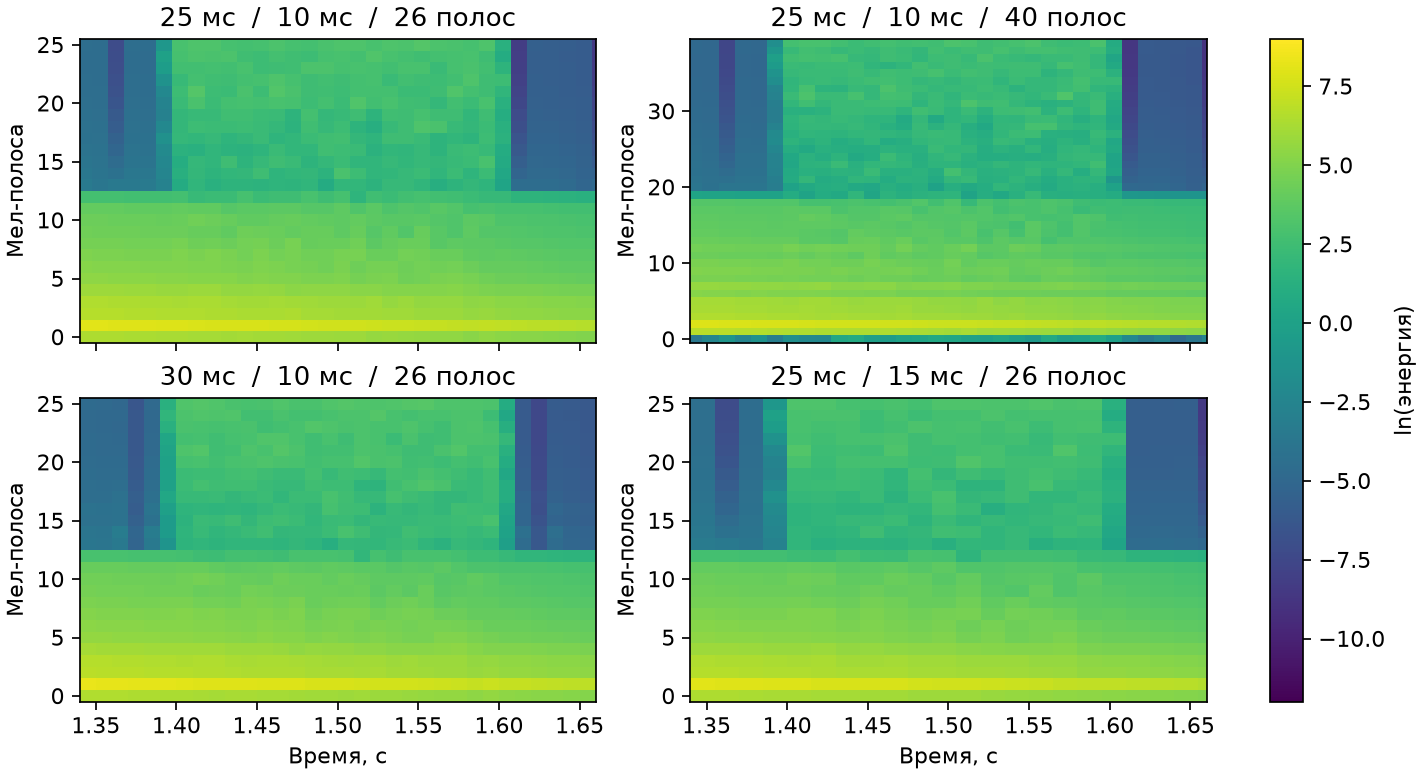 25 мс / 10 мс / 26 полос
25
20
15
10
5
0
Мел-полоса
1.35 1.40 1.45 1.50 1.55 1.60 1.65
Время, с
25 мс / 10 мс / 40 полос
30
20
10
0
Мел-полоса
30 мс / 10 мс / 26 полос
25
20
15
10
5
0
Мел-полоса
25 мс / 15 мс / 26 полос
25
20
15
10
5
0
Мел-полоса
1.35 1.40 1.45 1.50 1.55 1.60 1.65
Время, с
7.5
5.0
2.5
0.0
−2.5
−5.0
−7.5
−10.0
ln(энергия)